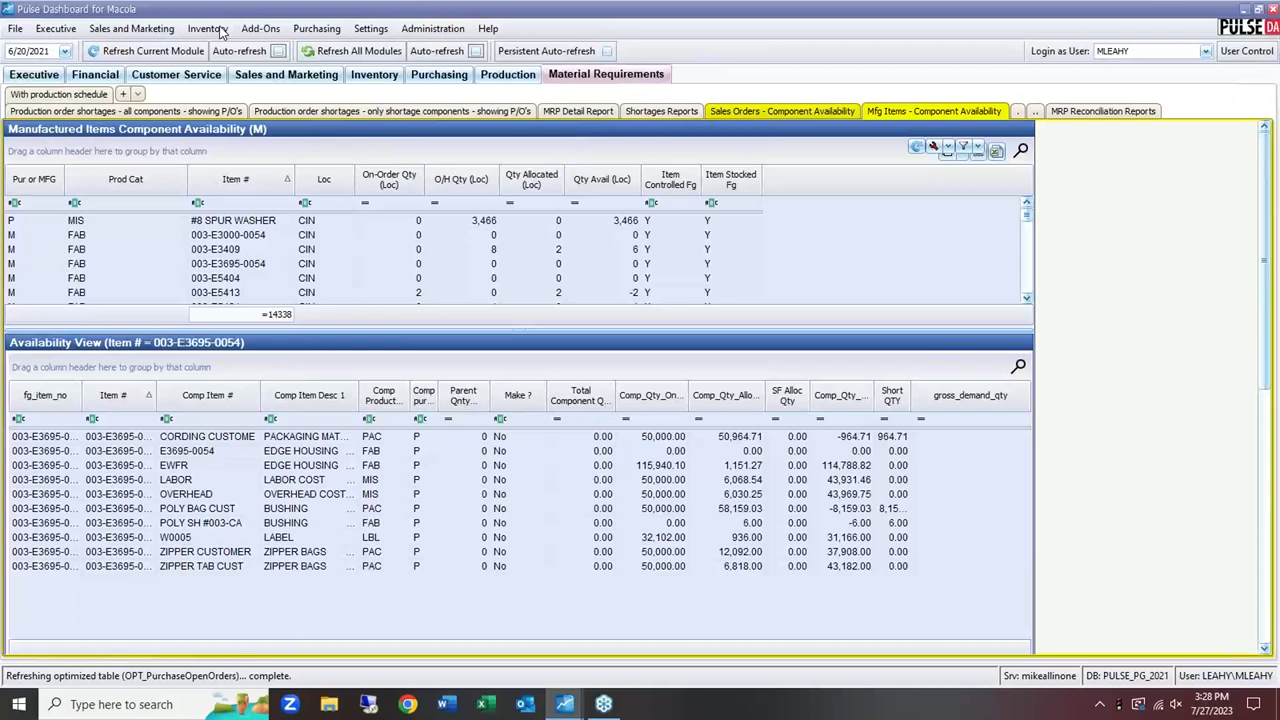 Pulse Dashboard for Macola
File Executive Sales and Marketing Inventory Add-Ons Purchasing Settings Administration Help
PULSE DA
6/20/2021 Refresh Current Module Auto-refresh Refresh All Modules Auto-refresh Persistent Auto-refresh Login as User: MLEAHY User Control
Executive Financial Customer Service Sales and Marketing Inventory Purchasing Production Material Requirements
With production schedule +
Production order shortages - all components - showing P/O's Production order shortages - only shortage components - showing P/O's MRP Detail Report Shortages Reports Sales Orders - Component Availability Mfg Items - Component Availability . .. MRP Reconciliation Reports
Manufactured Items Component Availability (M)
Drag a column header here to group by that column
Pur or MFG Prod Cat Item # Loc On-Order Qty (Loc) O/H Qty (Loc) Qty Allocated (Loc) Qty Avail (Loc) Item Controlled Fg Item Stocked Fg
P MIS #8 SPUR WASHER CIN 0 3,466 0 3,466 Y Y
M FAB 003-E3000-0054 CIN 0 0 0 0 Y Y
M FAB 003-E3409 CIN 0 8 2 6 Y Y
M FAB 003-E3695-0054 CIN 0 0 0 0 Y Y
M FAB 003-E5404 CIN 0 0 0 0 Y Y
M FAB 003-E5413 CIN 2 0 2 -2 Y Y
=14338
Availability View (Item # = 003-E3695-0054)
Drag a column header here to group by that column
fg_item_no Item # Comp Item # Comp Item Desc 1 Comp Product... Comp pur... Parent Qnty... Make ? Total Component Q... Comp_Qty_On... Comp_Qty_Allo... SF Alloc Qty Comp_Qty_... Short QTY gross_demand_qty
003-E3695-0... 003-E3695-0... CORDING CUSTOME PACKAGING MAT... PAC P 0 No 0.00 50,000.00 50,964.71 0.00 -964.71 964.71
003-E3695-0... 003-E3695-0... E3695-0054 EDGE HOUSING ... FAB P 0 No 0.00 0.00 0.00 0.00 0.00 0.00
003-E3695-0... 003-E3695-0... EWFR EDGE HOUSING ... FAB P 0 No 0.00 115,940.10 1,151.27 0.00 114,788.82 0.00
003-E3695-0... 003-E3695-0... LABOR LABOR COST ... MIS P 0 No 0.00 50,000.00 6,068.54 0.00 43,931.46 0.00
003-E3695-0... 003-E3695-0... OVERHEAD OVERHEAD COST... MIS P 0 No 0.00 50,000.00 6,030.25 0.00 43,969.75 0.00
003-E3695-0... 003-E3695-0... POLY BAG CUST BUSHING ... PAC P 0 No 0.00 50,000.00 58,159.03 0.00 -8,159.03 8,15...
003-E3695-0... 003-E3695-0... POLY SH #003-CA BUSHING ... FAB P 0 No 0.00 0.00 6.00 0.00 -6.00 6.00
003-E3695-0... 003-E3695-0... W0005 LABEL ... LBL P 0 No 0.00 32,102.00 936.00 0.00 31,166.00 0.00
003-E3695-0... 003-E3695-0... ZIPPER CUSTOMER ZIPPER BAGS ... PAC P 0 No 0.00 50,000.00 12,092.00 0.00 37,908.00 0.00
003-E3695-0... 003-E3695-0... ZIPPER TAB CUST ZIPPER BAGS ... PAC P 0 No 0.00 50,000.00 6,818.00 0.00 43,182.00 0.00
Refreshing optimized table (OPT_PurchaseOpenOrders)... complete. Srv: mikeallinone DB: PULSE_PG_2021 User: LEAHY\MLEAHY
Type here to search
3:28 PM
7/27/2023